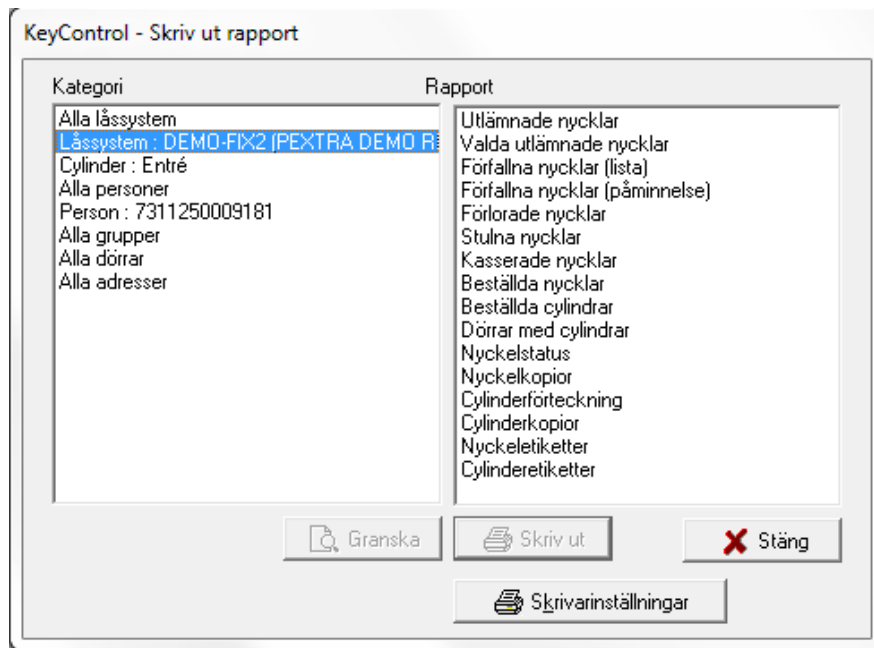 KeyControl - Skriv ut rapport
Kategori
Alla låssystem
Låssystem : DEMO-FIX2 (PEXTRA DEMO R
Cylinder : Entré
Alla personer
Person : 7311250009181
Alla grupper
Alla dörrar
Alla adresser
Rapport
Utlämnade nycklar
Valda utlämnade nycklar
Förfallna nycklar (lista)
Förfallna nycklar (påminnelse)
Förlorade nycklar
Stulna nycklar
Kasserade nycklar
Beställda nycklar
Beställda cylindrar
Dörrar med cylindrar
Nyckelstatus
Nyckelkopior
Cylinderförteckning
Cylinderkopior
Nyckeletiketter
Cylinderetiketter
Granska
Skriv ut
Stäng
Skrivarinställningar